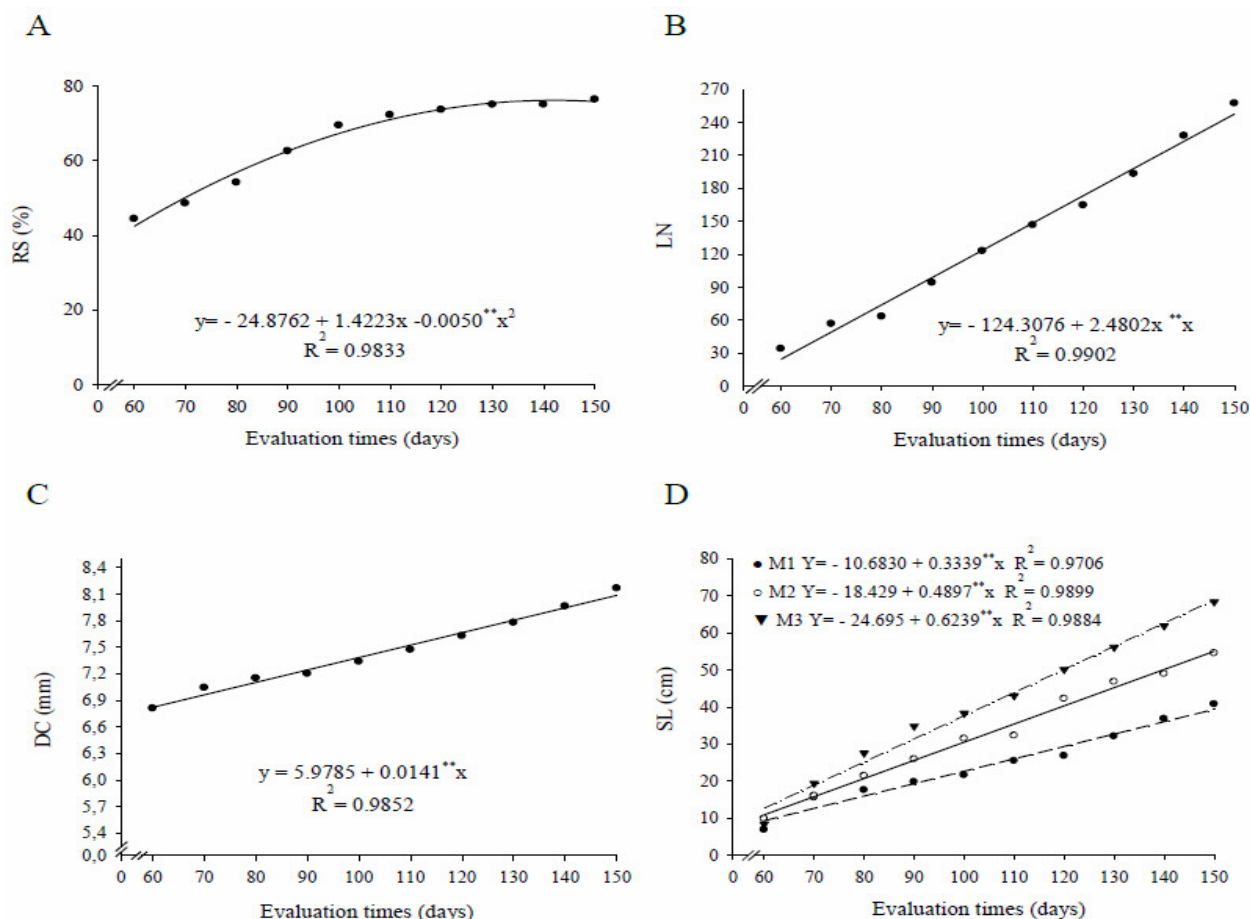 A
80
60
40
20
0
RS (%)
y= - 24.8762 + 1.4223x -0.0050**x²
R² = 0.9833
0 60 70 80 90 100 110 120 130 140 150
Evaluation times (days)
B
270
240
210
180
150
120
90
60
30
0
LN
y= - 124.3076 + 2.4802x **x
R² = 0.9902
0 60 70 80 90 100 110 120 130 140 150
Evaluation times (days)
C
8,4
8,1
7,8
7,5
7,2
6,9
6,6
6,3
6,0
5,7
5,4
0,0
DC (mm)
y = 5.9785 + 0.0141**x
R² = 0.9852
0 60 70 80 90 100 110 120 130 140 150
Evaluation times (days)
D
M1 Y= - 10.6830 + 0.3339**x R² = 0.9706
M2 Y= - 18.429 + 0.4897**x R² = 0.9899
M3 Y= - 24.695 + 0.6239**x R² = 0.9884
80
70
60
50
40
30
20
10
0
SL (cm)
0 60 70 80 90 100 110 120 130 140 150
Evaluation times (days)